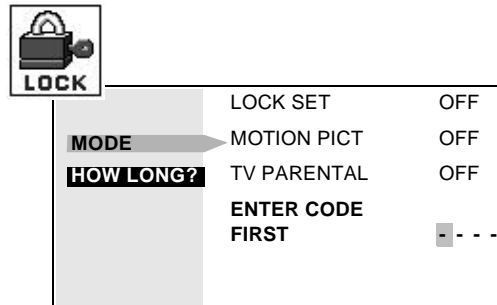 LOCK
LOCK SET OFF
MODE MOTION PICT OFF
HOW LONG? TV PARENTAL OFF
ENTER CODE
FIRST - - - -